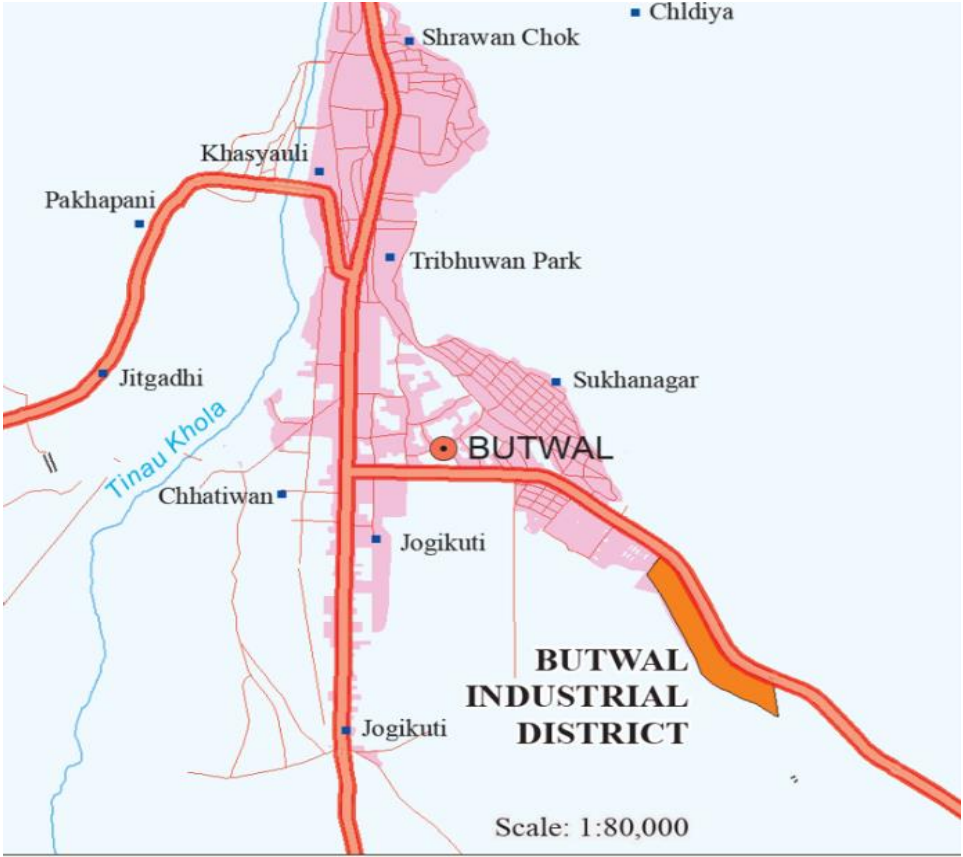 Chldiya
Shrawan Chok
Khasyauli
Pakhapani
Tribhuwan Park
Jitgadhi
Sukhanagar
Tinau Khola
BUTWAL
Chhatiwan
Jogikuti
BUTWAL
INDUSTRIAL
DISTRICT
Jogikuti
Scale: 1:80,000